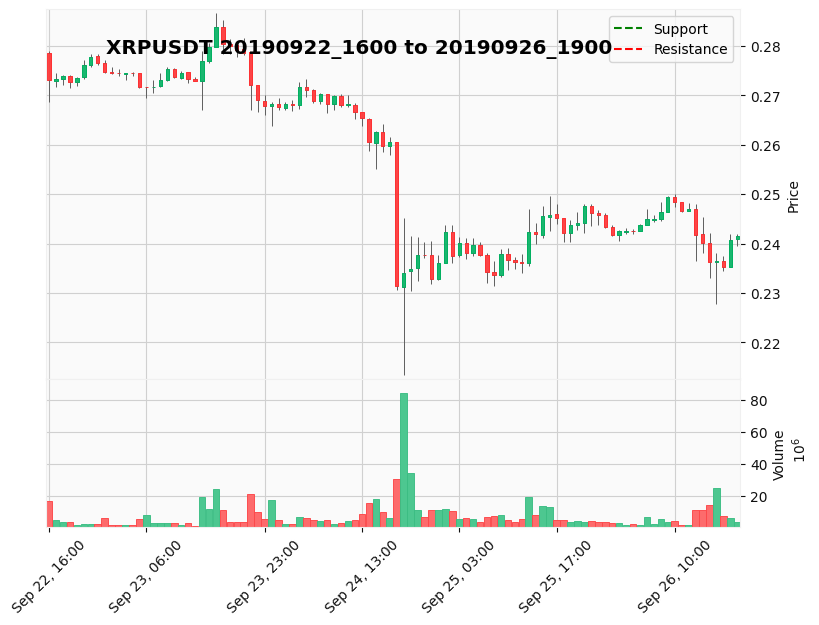 XRPUSDT 20190922_1600 to 20190926_1900
Support
Resistance
0.28
0.27
0.26
0.25
0.24
0.23
0.22
Price
80
60
40
20
Volume
10^6
Sep 22, 16:00
Sep 23, 06:00
Sep 23, 23:00
Sep 24, 13:00
Sep 25, 03:00
Sep 25, 17:00
Sep 26, 10:00